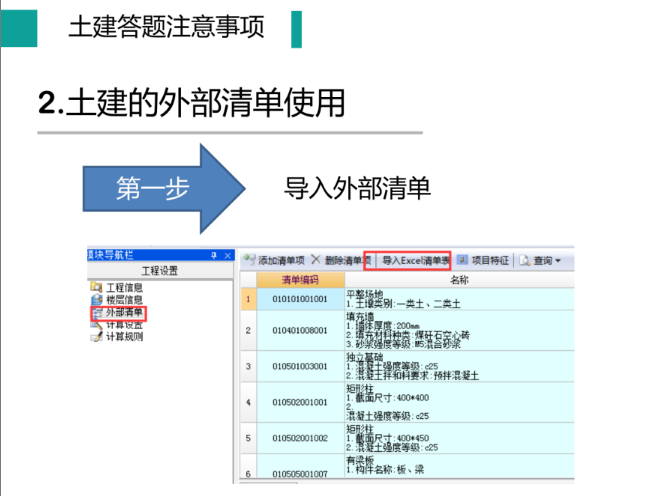 土建答题注意事项
2.土建的外部清单使用
第一步
导入外部清单
模块导航栏
工程设置
工程信息
楼层信息
外部清单
计算设置
计算规则
添加清单项 删除清单项 导入Excel清单表 项目特征 查询
清单编码 名称
1 010101001001 平整场地
1.土壤类别:一类土、二类土
2 010401008001 填充墙
1.墙体厚度:200mm
2.填充材料种类:煤矸石空心砖
3.砂浆强度等级:M5混合砂浆
3 010501003001 独立基础
1.混凝土强度等级:c25
2.混凝土拌和料要求:预拌混凝土
4 010502001001 矩形柱
1.截面尺寸:400*400
2.
混凝土强度等级:c25
5 010502001002 矩形柱
1.截面尺寸:400*450
2.混凝土强度等级:c25
6 010505001007 有梁板
1.构件名称:板、梁